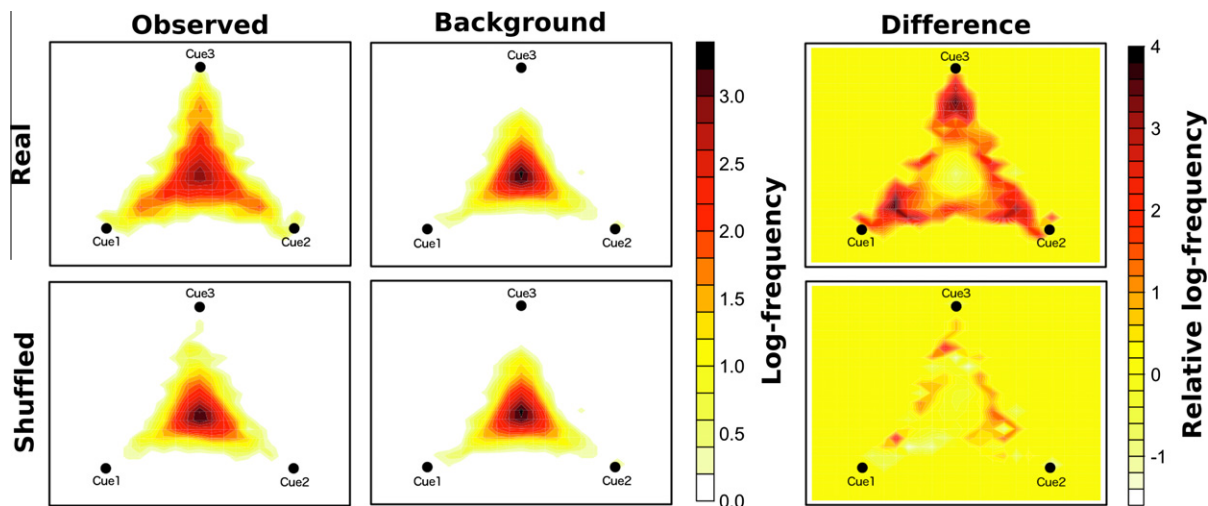 Observed
Background
Difference
Real
Cue3
Cue1
Cue2
Cue3
Cue1
Cue2
3.0
2.5
2.0
1.5
1.0
0.5
0.0
Log-frequency
Cue3
Cue1
Cue2
4
3
2
1
0
-1
Relative log-frequency
Shuffled
Cue3
Cue1
Cue2
Cue3
Cue1
Cue2
Cue3
Cue1
Cue2